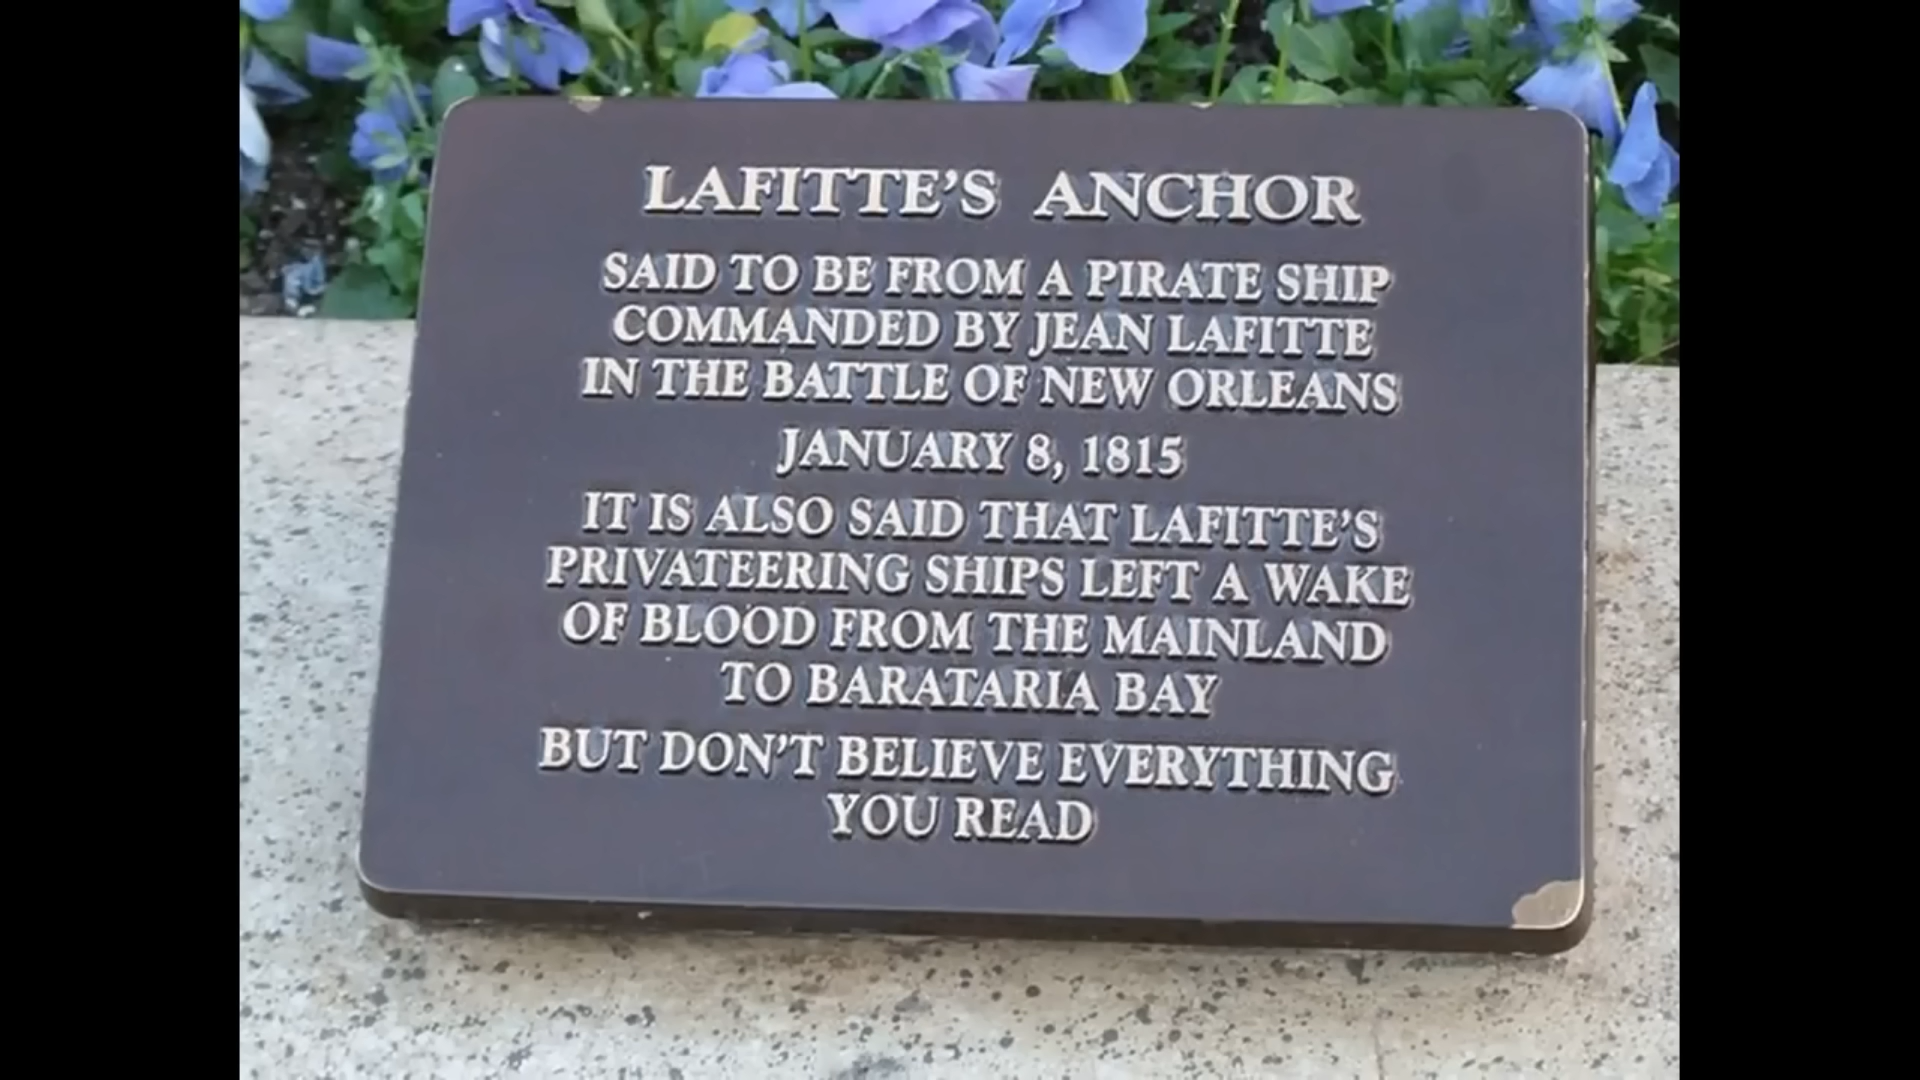 LAFITTE'S ANCHOR
SAID TO BE FROM A PIRATE SHIP
COMMANDED BY JEAN LAFITTE
IN THE BATTLE OF NEW ORLEANS
JANUARY 8, 1815
IT IS ALSO SAID THAT LAFITTE'S
PRIVATEERING SHIPS LEFT A WAKE
OF BLOOD FROM THE MAINLAND
TO BARATARIA BAY
BUT DON'T BELIEVE EVERYTHING
YOU READ